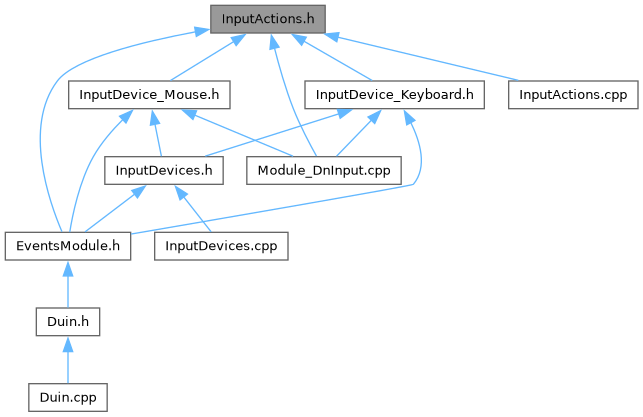 InputActions.h
InputDevice_Mouse.h
InputDevice_Keyboard.h
InputActions.cpp
InputDevices.h
Module_DnInput.cpp
EventsModule.h
InputDevices.cpp
Duin.h
Duin.cpp